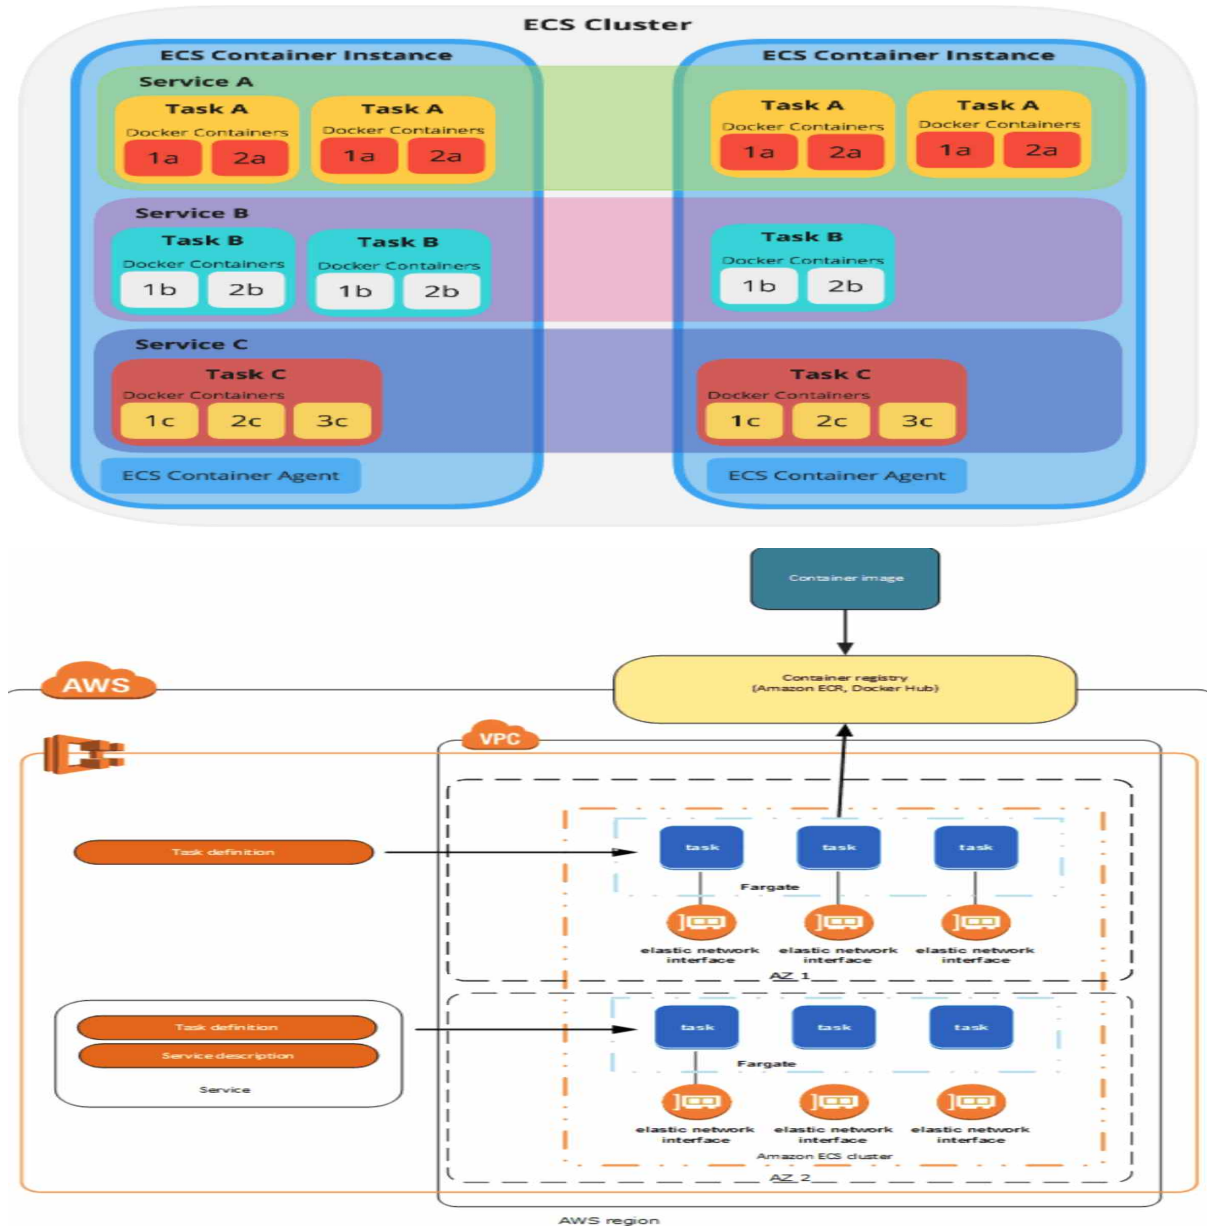 ECS Cluster
ECS Container Instance
Service A
Task A
Docker Containers
1a 2a
Task A
Docker Containers
1a 2a
Service B
Task B
Docker Containers
1b 2b
Task B
Docker Containers
1b 2b
Service C
Task C
Docker Containers
1c 2c 3c
ECS Container Agent
ECS Container Instance
Task A
Docker Containers
1a 2a
Task A
Docker Containers
1a 2a
Task B
Docker Containers
1b 2b
Task C
Docker Containers
1c 2c 3c
ECS Container Agent
Container image
Container registry
(Amazon ECR, Docker Hub)
AWS
VPC
Task definition
task task task
Fargate
elastic network
interface
elastic network
interface
elastic network
interface
AZ 1
Task definition
Service description
Service
task task task
Fargate
elastic network
interface
elastic network
interface
elastic network
interface
Amazon ECS cluster
AZ 2
AWS region